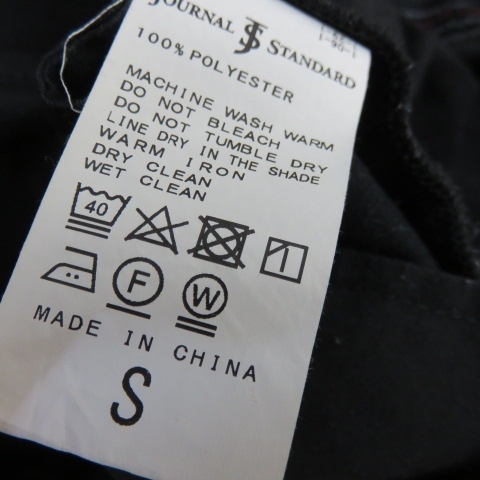 JOURNAL JS STANDARD
100% POLYESTER
MACHINE WASH WARM
DO NOT BLEACH
DO NOT TUMBLE DRY
LINE DRY IN THE SHADE
WARM IRON
DRY CLEAN
WET CLEAN
40
F W
MADE IN CHINA
S